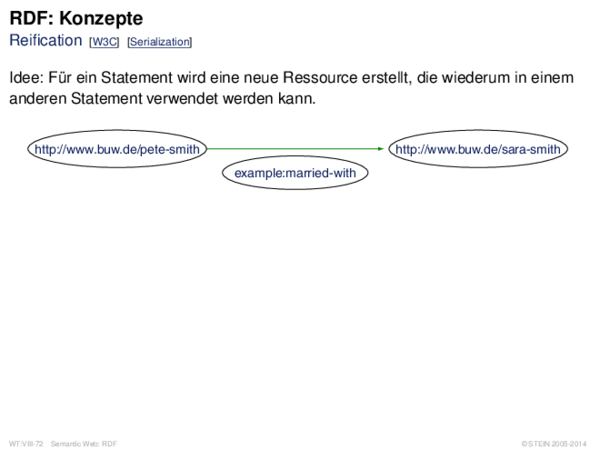 RDF: Konzepte
Reification [W3C] [Serialization]
Idee: Für ein Statement wird eine neue Ressource erstellt, die wiederum in einem
anderen Statement verwendet werden kann.
http://www.buw.de/pete-smith http://www.buw.de/sara-smith
example:married-with
WT:VIII-72 Semantic Web: RDF ©STEIN 2005-2014